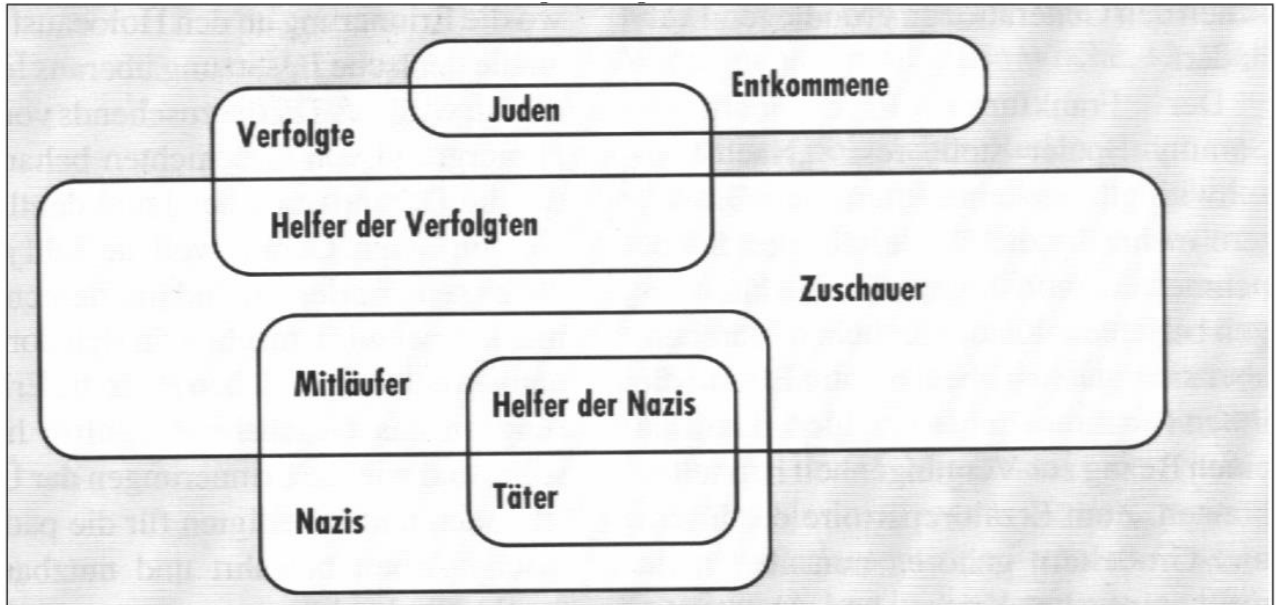 Entkommene
Juden
Verfolgte
Helfer der Verfolgten
Zuschauer
Mitläufer
Helfer der Nazis
Täter
Nazis